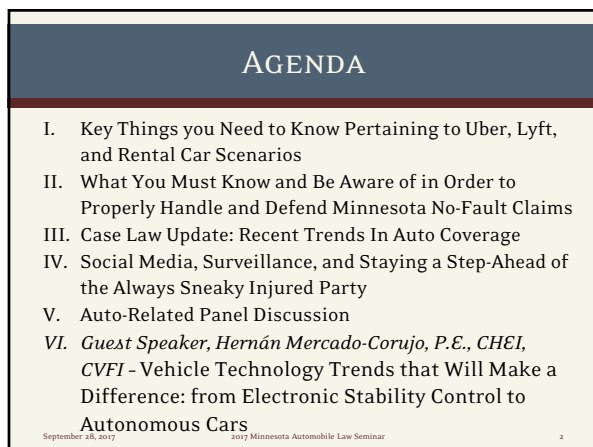 AGENDA
I. Key Things you Need to Know Pertaining to Uber, Lyft,
and Rental Car Scenarios
II. What You Must Know and Be Aware of in Order to
Properly Handle and Defend Minnesota No-Fault Claims
III. Case Law Update: Recent Trends In Auto Coverage
IV. Social Media, Surveillance, and Staying a Step-Ahead of
the Always Sneaky Injured Party
V. Auto-Related Panel Discussion
VI. Guest Speaker, Hernán Mercado-Corujo, P.E., CHEI,
CVFI – Vehicle Technology Trends that Will Make a
Difference: from Electronic Stability Control to
Autonomous Cars
September 28, 2017 2017 Minnesota Automobile Law Seminar 2